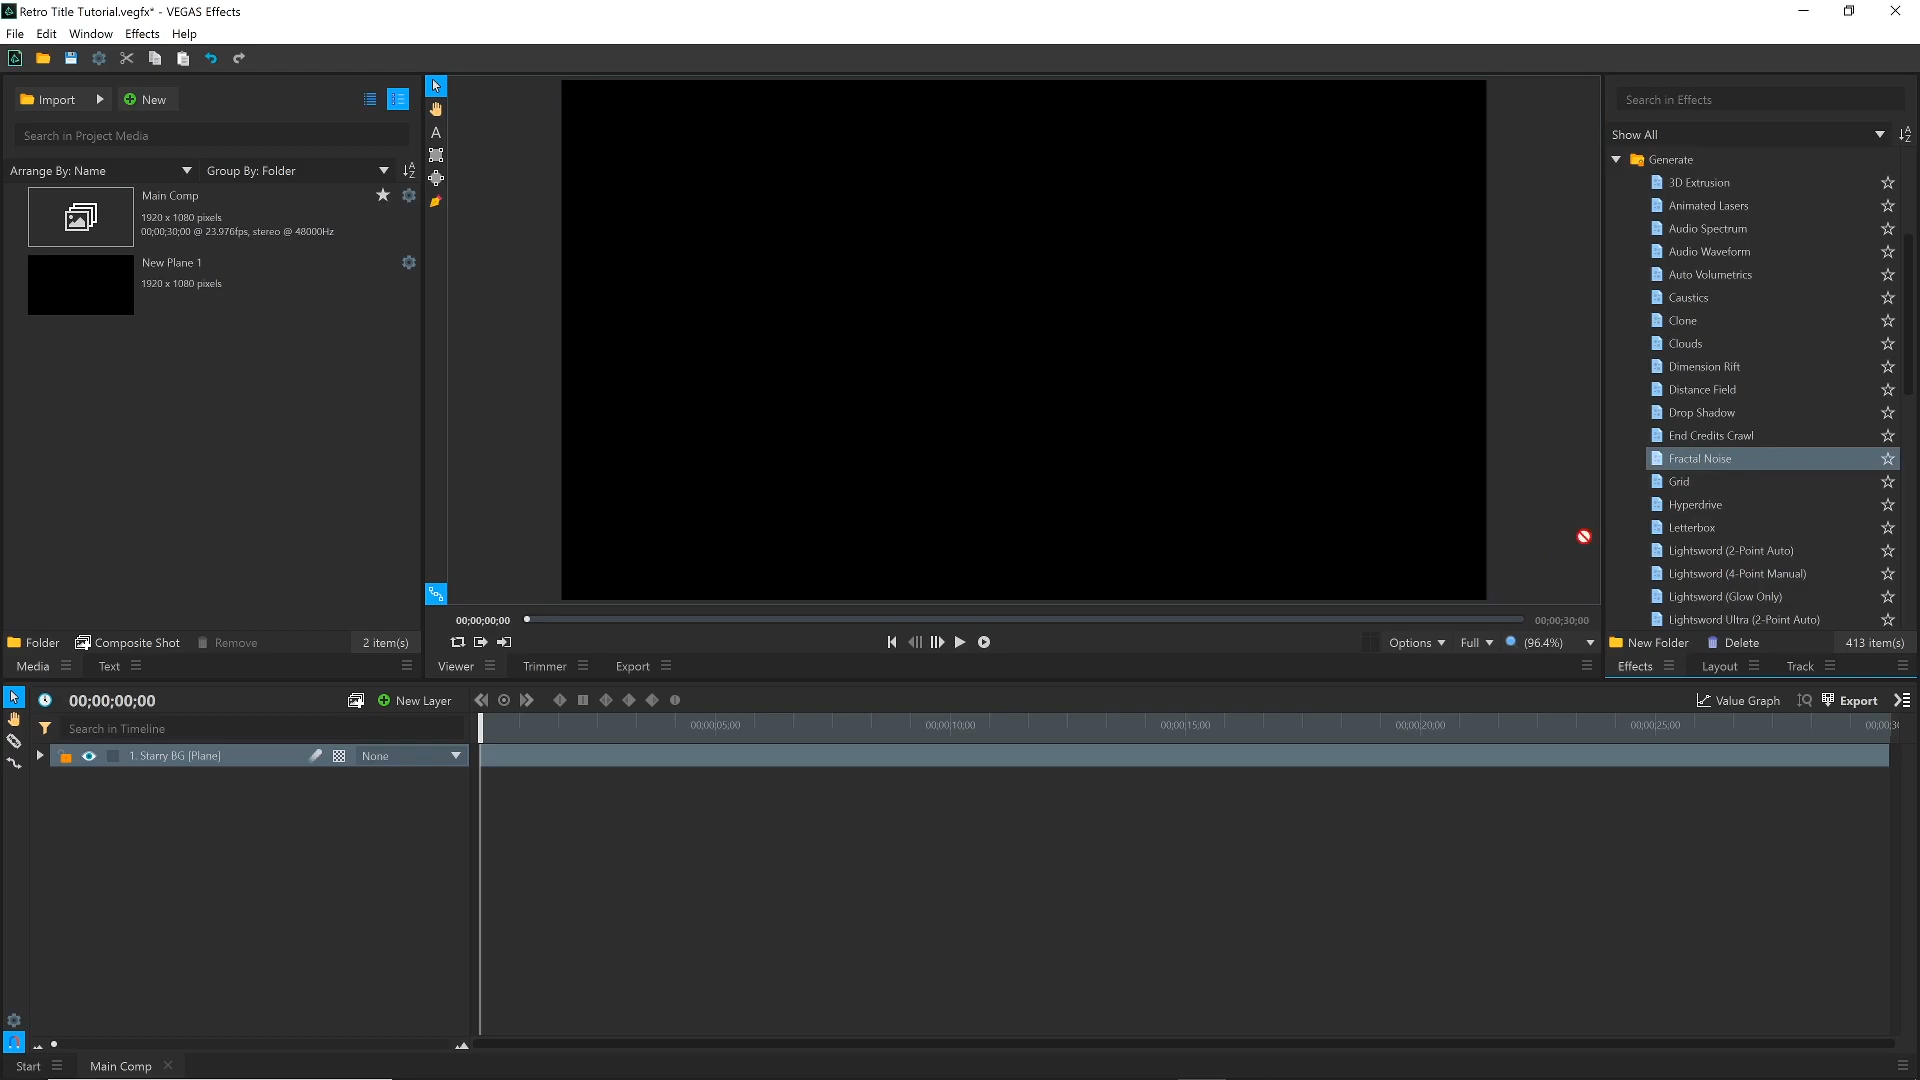 Retro Title Tutorial.vegfx* - VEGAS Effects
File Edit Window Effects Help
Import New
Search in Project Media
Arrange By: Name Group By: Folder
Main Comp
1920 x 1080 pixels
00;00;30;00 @ 23.976fps, stereo @ 48000Hz
New Plane 1
1920 x 1080 pixels
Folder Composite Shot Remove 2 item(s)
Media Text
A
00;00;00;00 00;00;30;00
Options Full (96.4%)
Viewer Trimmer Export
Search in Effects
Show All
Generate
3D Extrusion
Animated Lasers
Audio Spectrum
Audio Waveform
Auto Volumetrics
Caustics
Clone
Clouds
Dimension Rift
Distance Field
Drop Shadow
End Credits Crawl
Fractal Noise
Grid
Hyperdrive
Letterbox
Lightsword (2-Point Auto)
Lightsword (4-Point Manual)
Lightsword (Glow Only)
Lightsword Ultra (2-Point Auto)
New Folder Delete 413 item(s)
Effects Layout Track
00;00;00;00 New Layer Value Graph Export
Search in Timeline 00;00;05;00 00;00;10;00 00;00;15;00 00;00;20;00 00;00;25;00 00;00;30
1. Starry BG [Plane] None
Start Main Comp